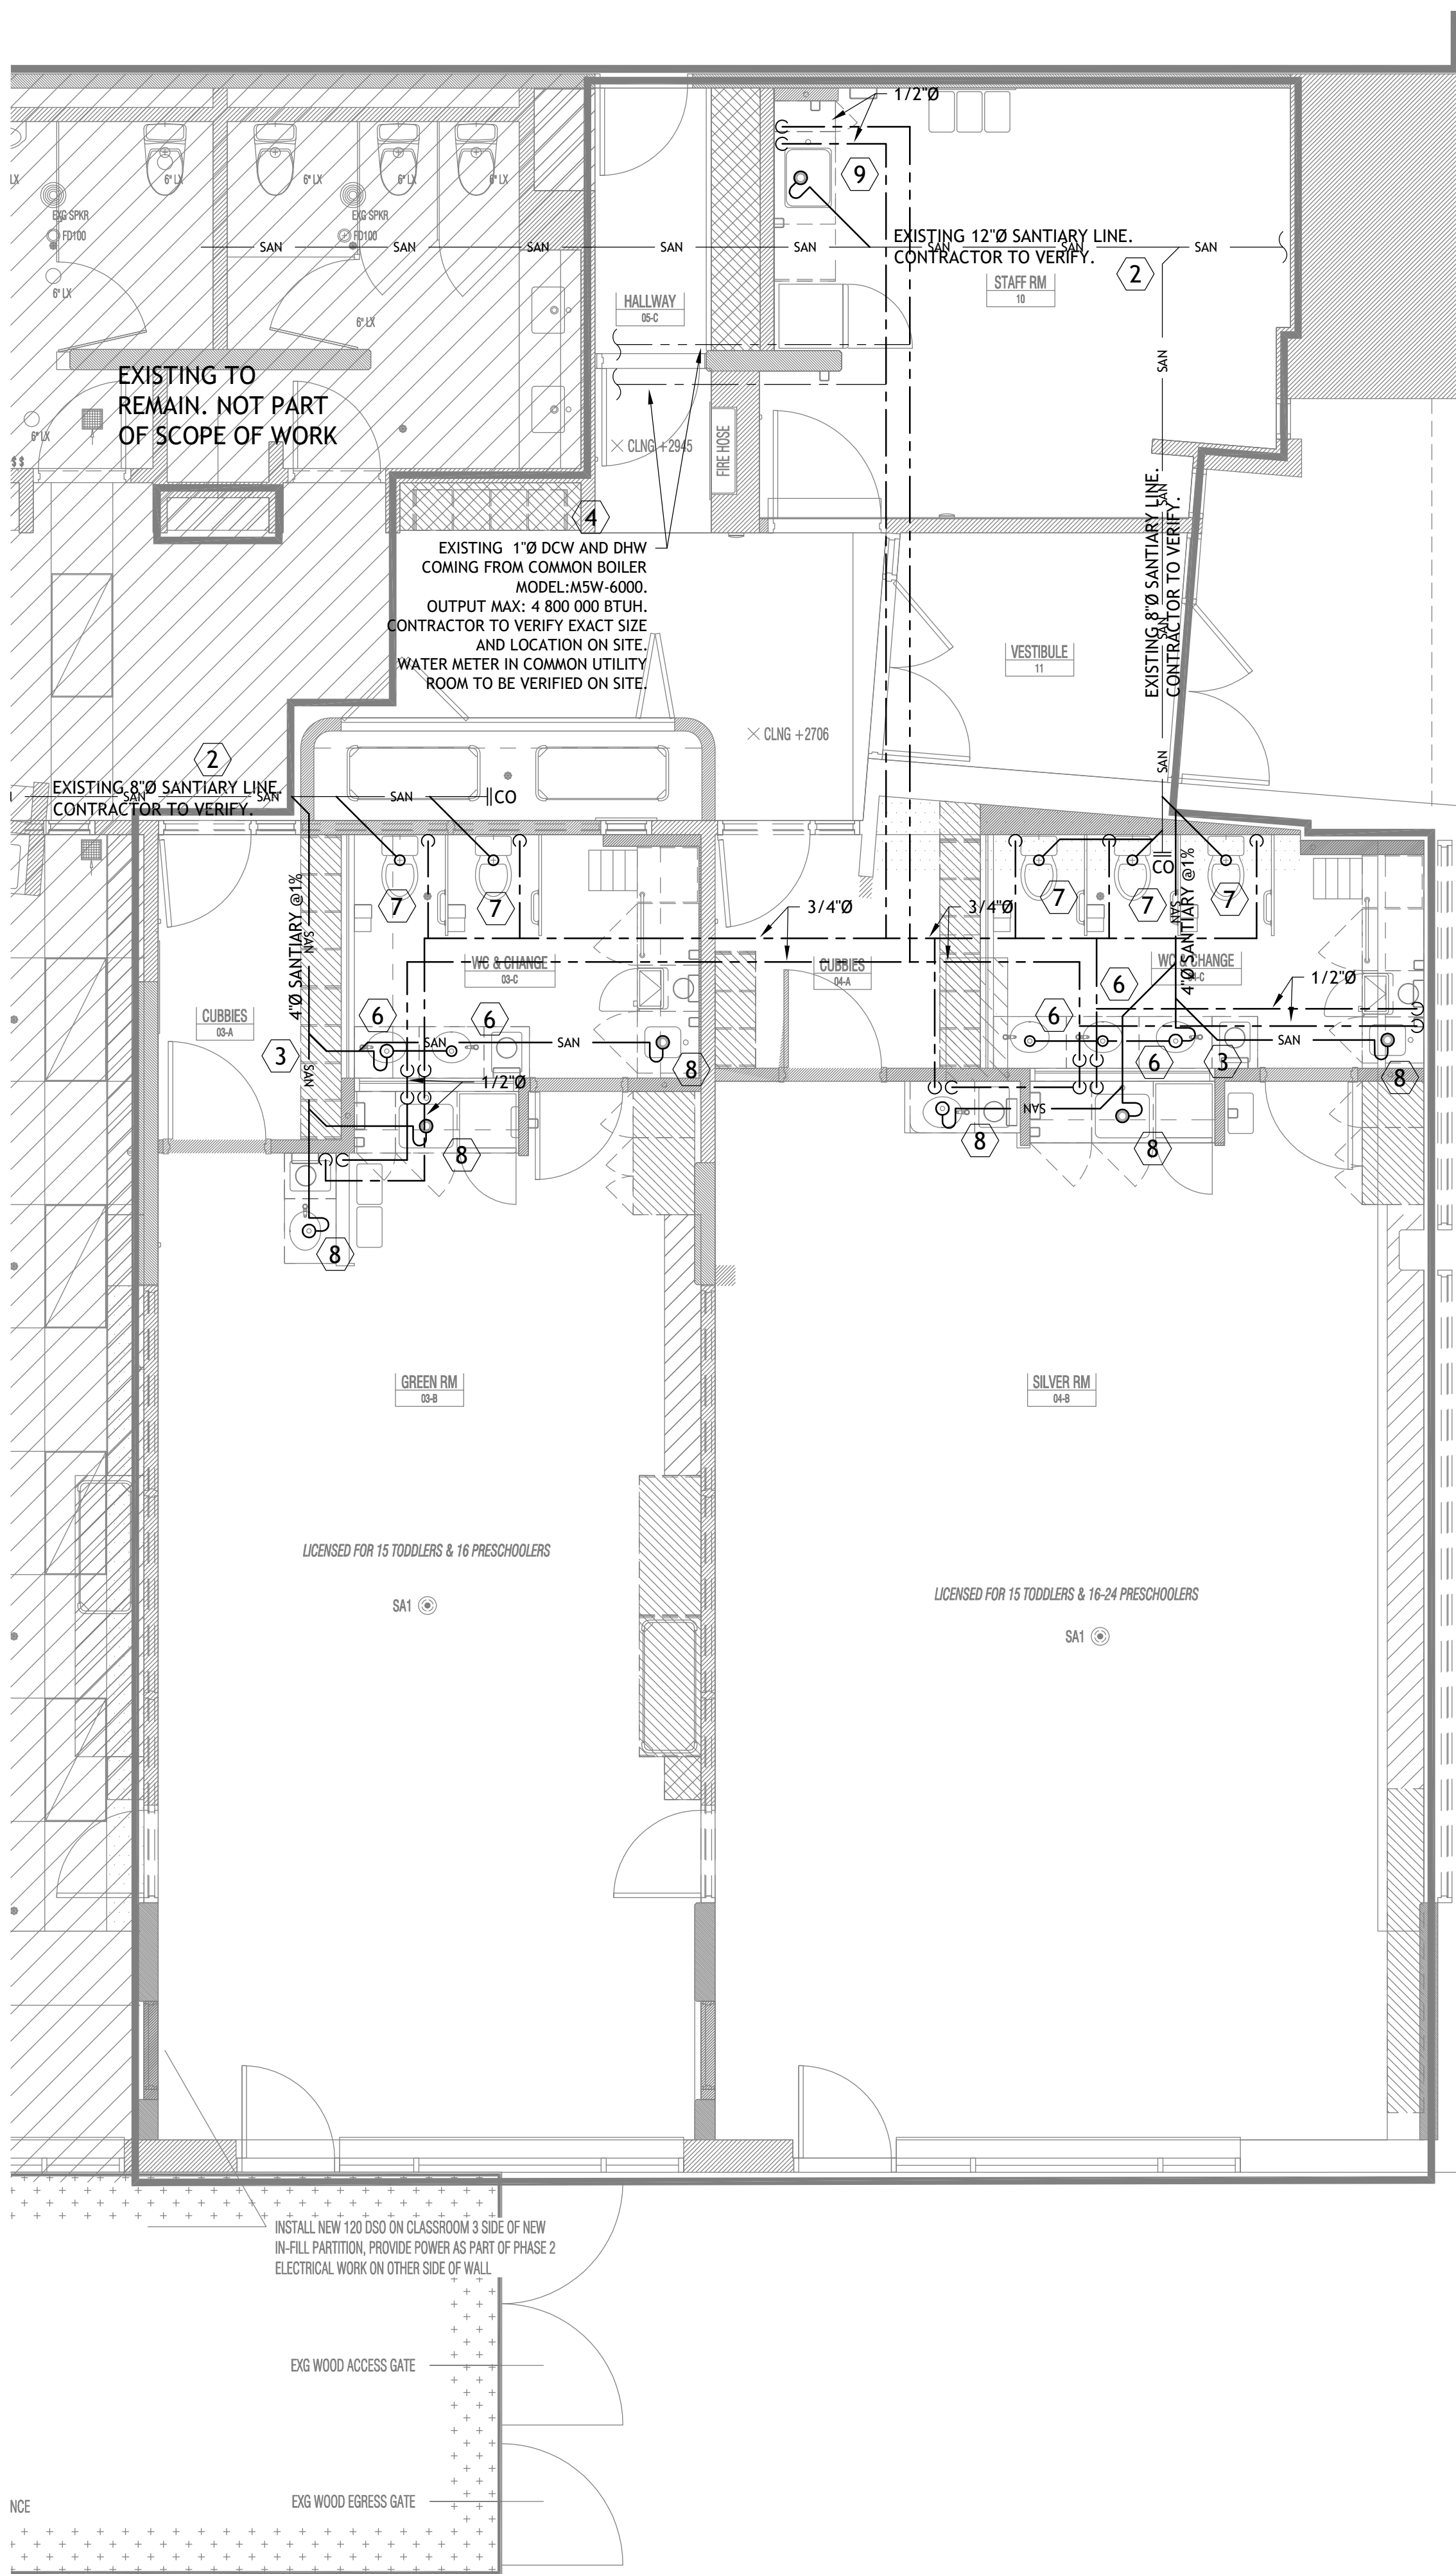 1/2"Ø
9
LX
6" LX
6" LX
6" LX
6" LX
EXG SPKR
FD100
EXG SPKR
FD100
SAN
SAN
SAN
SAN
SAN
SAN
SAN
SAN
EXISTING 12"Ø SANTIARY LINE.
CONTRACTOR TO VERIFY.
2
6" LX
6" LX
HALLWAY
05-C
STAFF RM
10
SAN
EXISTING TO
REMAIN. NOT PART
OF SCOPE OF WORK
6" LX
$$
CLNG +2945
FIRE HOSE
4
EXISTING 1"Ø DCW AND DHW
COMING FROM COMMON BOILER
MODEL:M5W-6000.
OUTPUT MAX: 4 800 000 BTUH.
CONTRACTOR TO VERIFY EXACT SIZE
AND LOCATION ON SITE.
WATER METER IN COMMON UTILITY
ROOM TO BE VERIFIED ON SITE.
EXISTING 8"Ø SANTIARY LINE.
CONTRACTOR TO VERIFY.
SAN
SAN
SAN
VESTIBULE
11
CLNG +2706
2
EXISTING 8"Ø SANTIARY LINE.
CONTRACTOR TO VERIFY.
SAN
SAN
SAN
CO
CO
4"Ø SANTIARY @1%
SAN
SAN
7
7
3/4"Ø
3/4"Ø
7
7
7
4"Ø SANTIARY @1%
SAN
WC & CHANGE
03-C
CUBBIES
04-A
WC & CHANGE
04-C
6
1/2"Ø
CUBBIES
03-A
6
6
6
SAN
SAN
SAN
3
6
3
8
8
1/2"Ø
SAN
8
8
8
8
GREEN RM
03-B
SILVER RM
04-B
LICENSED FOR 15 TODDLERS & 16 PRESCHOOLERS
SA1
LICENSED FOR 15 TODDLERS & 16-24 PRESCHOOLERS
SA1
INSTALL NEW 120 DSO ON CLASSROOM 3 SIDE OF NEW
IN-FILL PARTITION, PROVIDE POWER AS PART OF PHASE 2
ELECTRICAL WORK ON OTHER SIDE OF WALL
EXG WOOD ACCESS GATE
EXG WOOD EGRESS GATE
NCE